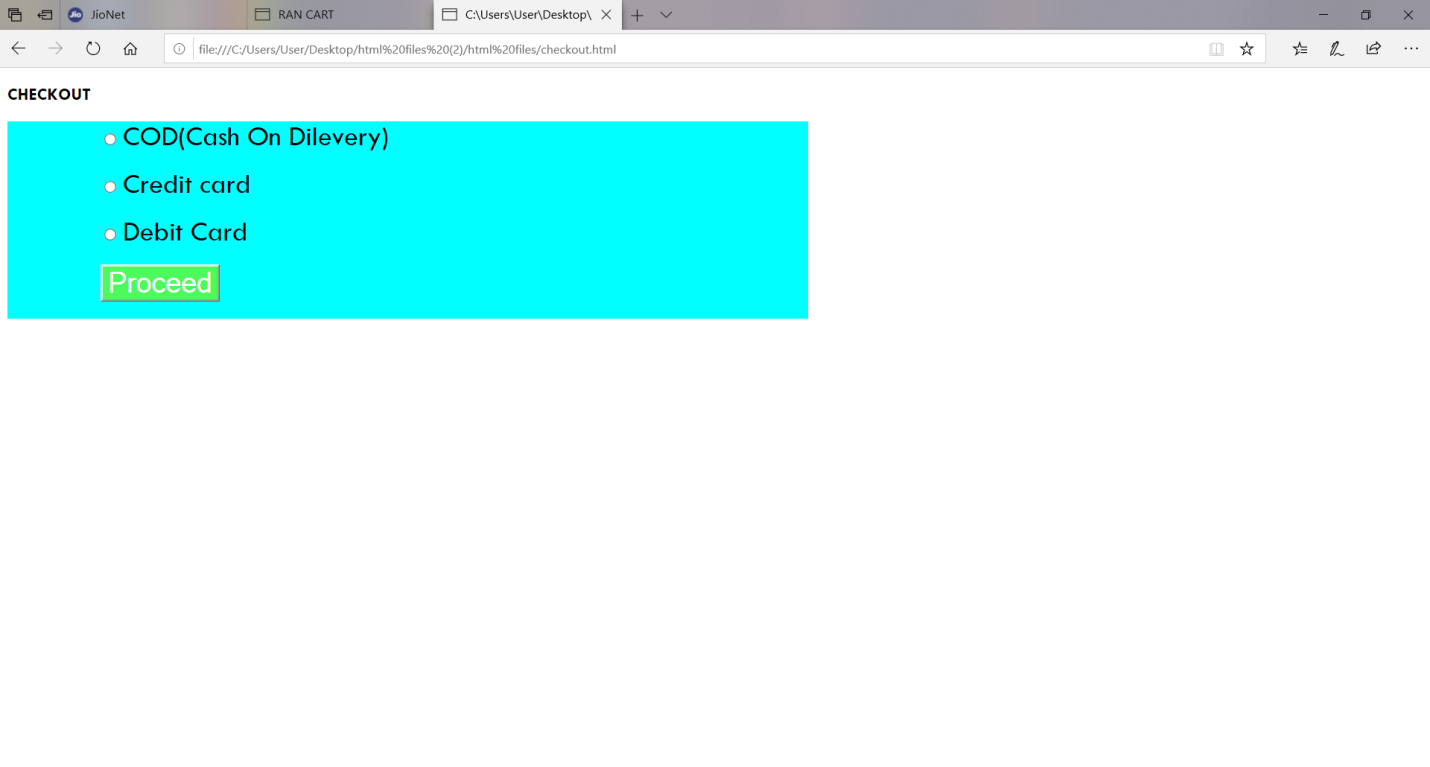 Jio JioNet RAN CART C:\Users\User\Desktop\
file:///C:/Users/User/Desktop/html%20files%20(2)/html%20files/checkout.html
CHECKOUT
COD(Cash On Dilevery)
Credit card
Debit Card
Proceed